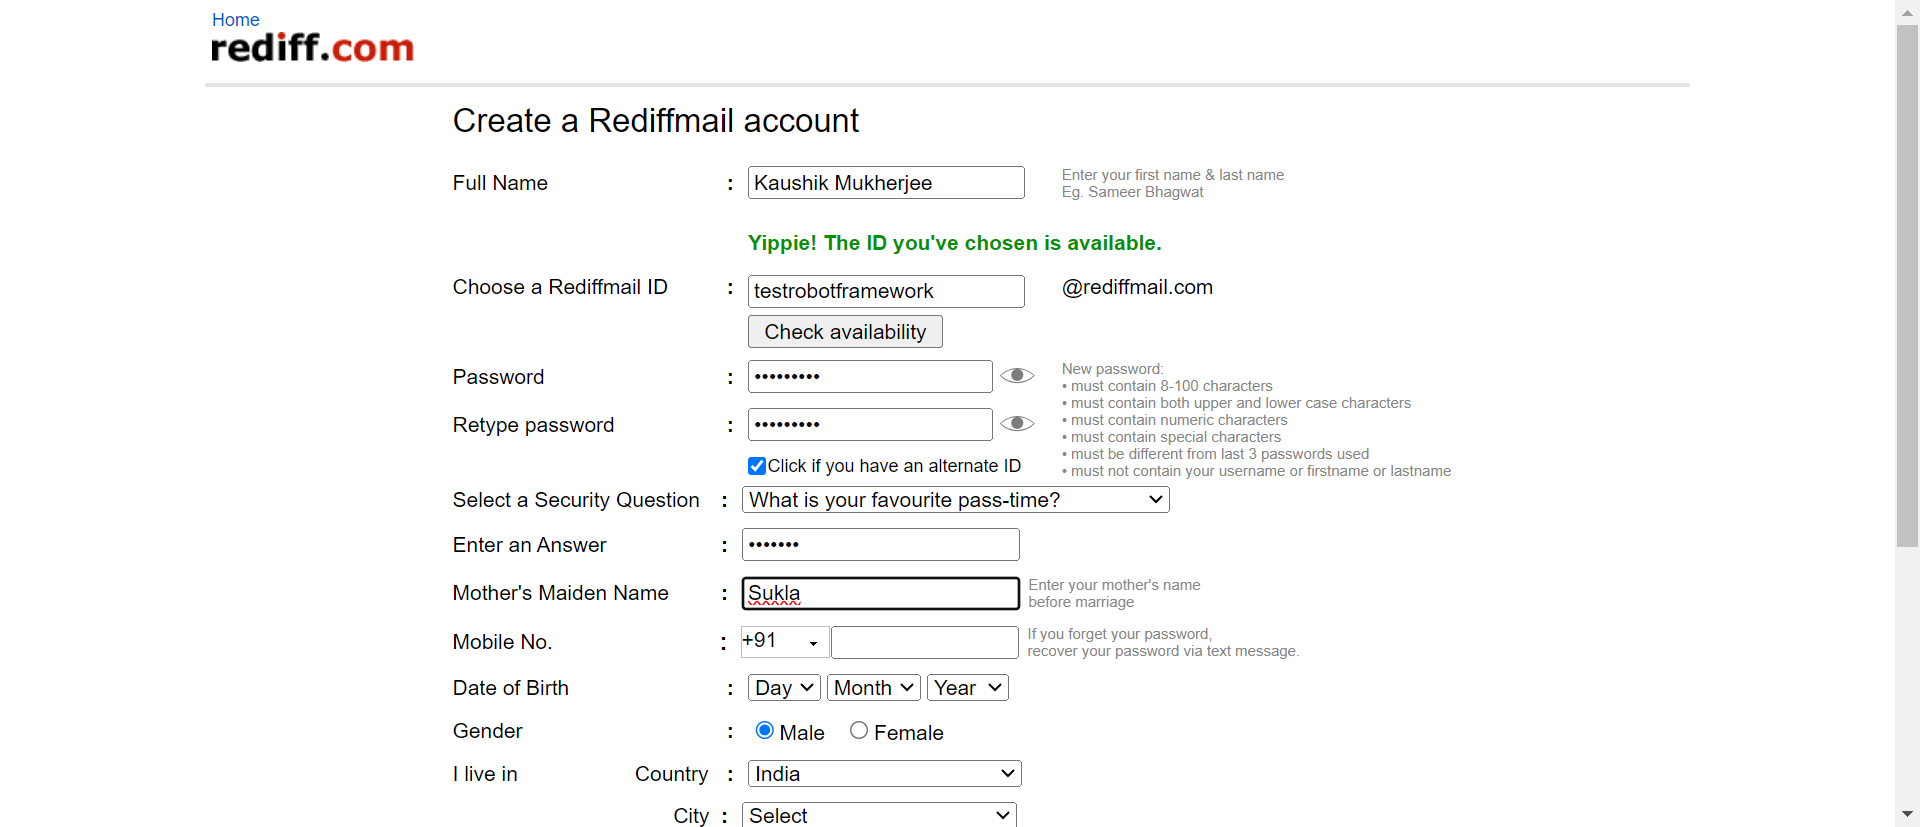 Home
rediff.com
Create a Rediffmail account
Full Name : Kaushik Mukherjee
Enter your first name & last name
Eg. Sameer Bhagwat
Yippie! The ID you've chosen is available.
Choose a Rediffmail ID : testrobotframework @rediffmail.com
Check availability
Password : •••••••••
Retype password : •••••••••
New password:
• must contain 8-100 characters
• must contain both upper and lower case characters
• must contain numeric characters
• must contain special characters
• must be different from last 3 passwords used
• must not contain your username or firstname or lastname
Click if you have an alternate ID
Select a Security Question : What is your favourite pass-time?
Enter an Answer : •••••••
Mother's Maiden Name : Sukla
Enter your mother's name
before marriage
Mobile No. : +91
If you forget your password,
recover your password via text message.
Date of Birth : Day Month Year
Gender : Male Female
I live in Country : India
City : Select